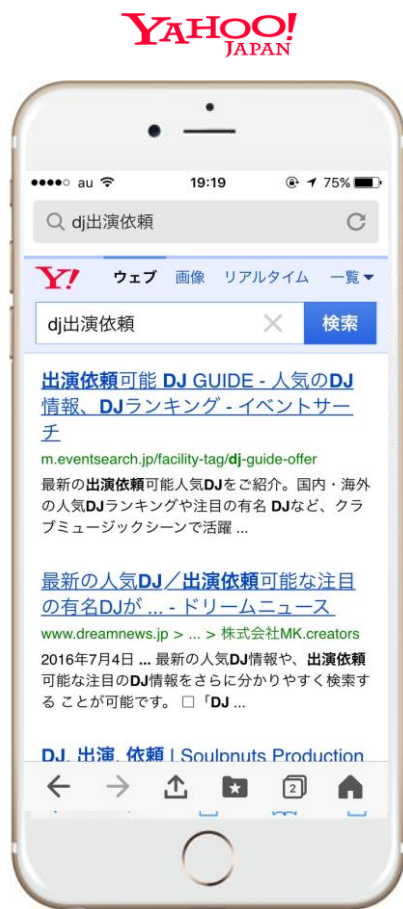 YAHOO!
JAPAN
au 19:19 75%
dj出演依頼
Y! ウェブ 画像 リアルタイム 一覧
dj出演依頼 検索
出演依頼可能 DJ GUIDE - 人気のDJ
情報、DJランキング - イベントサー
チ
m.eventsearch.jp/facility-tag/dj-guide-offer
最新の出演依頼可能人気DJをご紹介。国内・海外
の人気DJランキングや注目の有名 DJなど、クラ
ブミュージックシーンで活躍 ...
最新の人気DJ／出演依頼可能な注目
の有名DJが ... - ドリームニュース
www.dreamnews.jp > ... > 株式会社MK.creators
2016年7月4日 ... 最新の人気DJ情報や、出演依頼
可能な注目のDJ情報をさらに分かりやすく検索す
る ことが可能です。 □「DJ ...
DJ, 出演, 依頼 | Soulpnuts Production
2